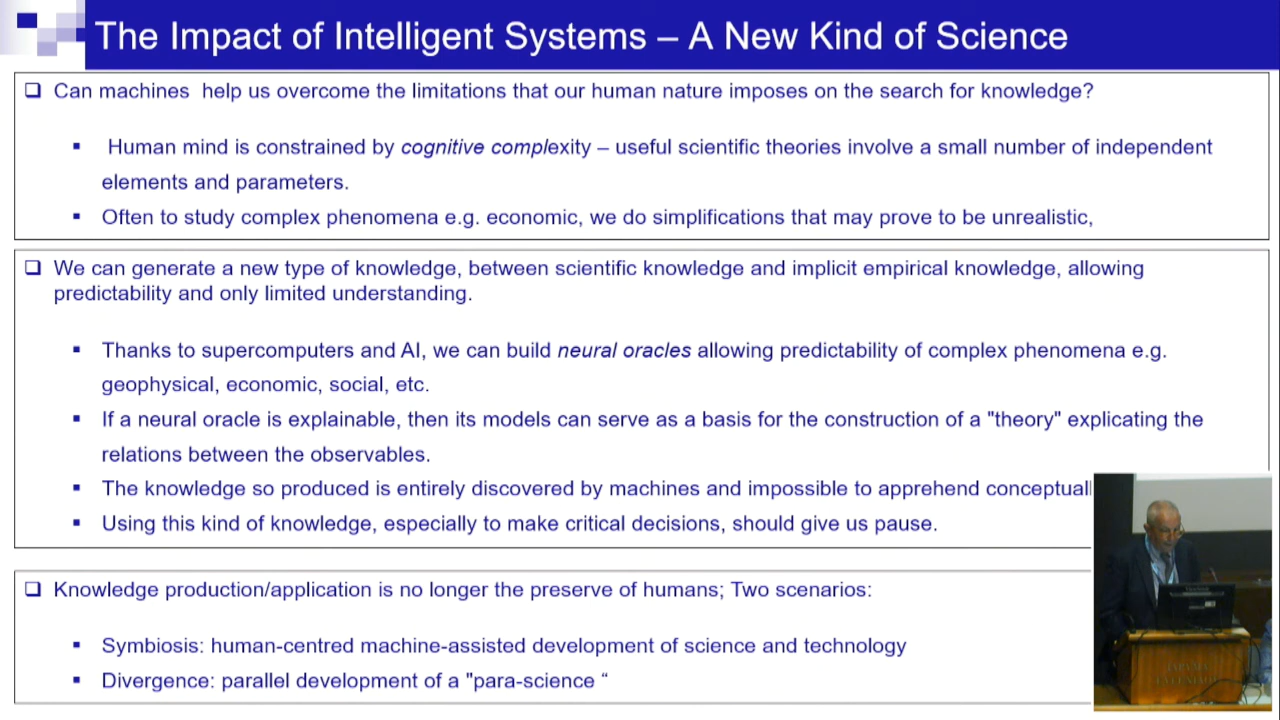 The Impact of Intelligent Systems – A New Kind of Science
❑ Can machines  help us overcome the limitations that our human nature imposes on the search for knowledge?
▪ Human mind is constrained by cognitive complexity – useful scientific theories involve a small number of independent
elements and parameters.
▪ Often to study complex phenomena e.g. economic, we do simplifications that may prove to be unrealistic,
❑ We can generate a new type of knowledge, between scientific knowledge and implicit empirical knowledge, allowing
predictability and only limited understanding.
▪ Thanks to supercomputers and AI, we can build neural oracles allowing predictability of complex phenomena e.g.
geophysical, economic, social, etc.
▪ If a neural oracle is explainable, then its models can serve as a basis for the construction of a "theory" explicating the
relations between the observables.
▪ The knowledge so produced is entirely discovered by machines and impossible to apprehend conceptuall
▪ Using this kind of knowledge, especially to make critical decisions, should give us pause.
❑ Knowledge production/application is no longer the preserve of humans; Two scenarios:
▪ Symbiosis: human-centred machine-assisted development of science and technology
▪ Divergence: parallel development of a "para-science “